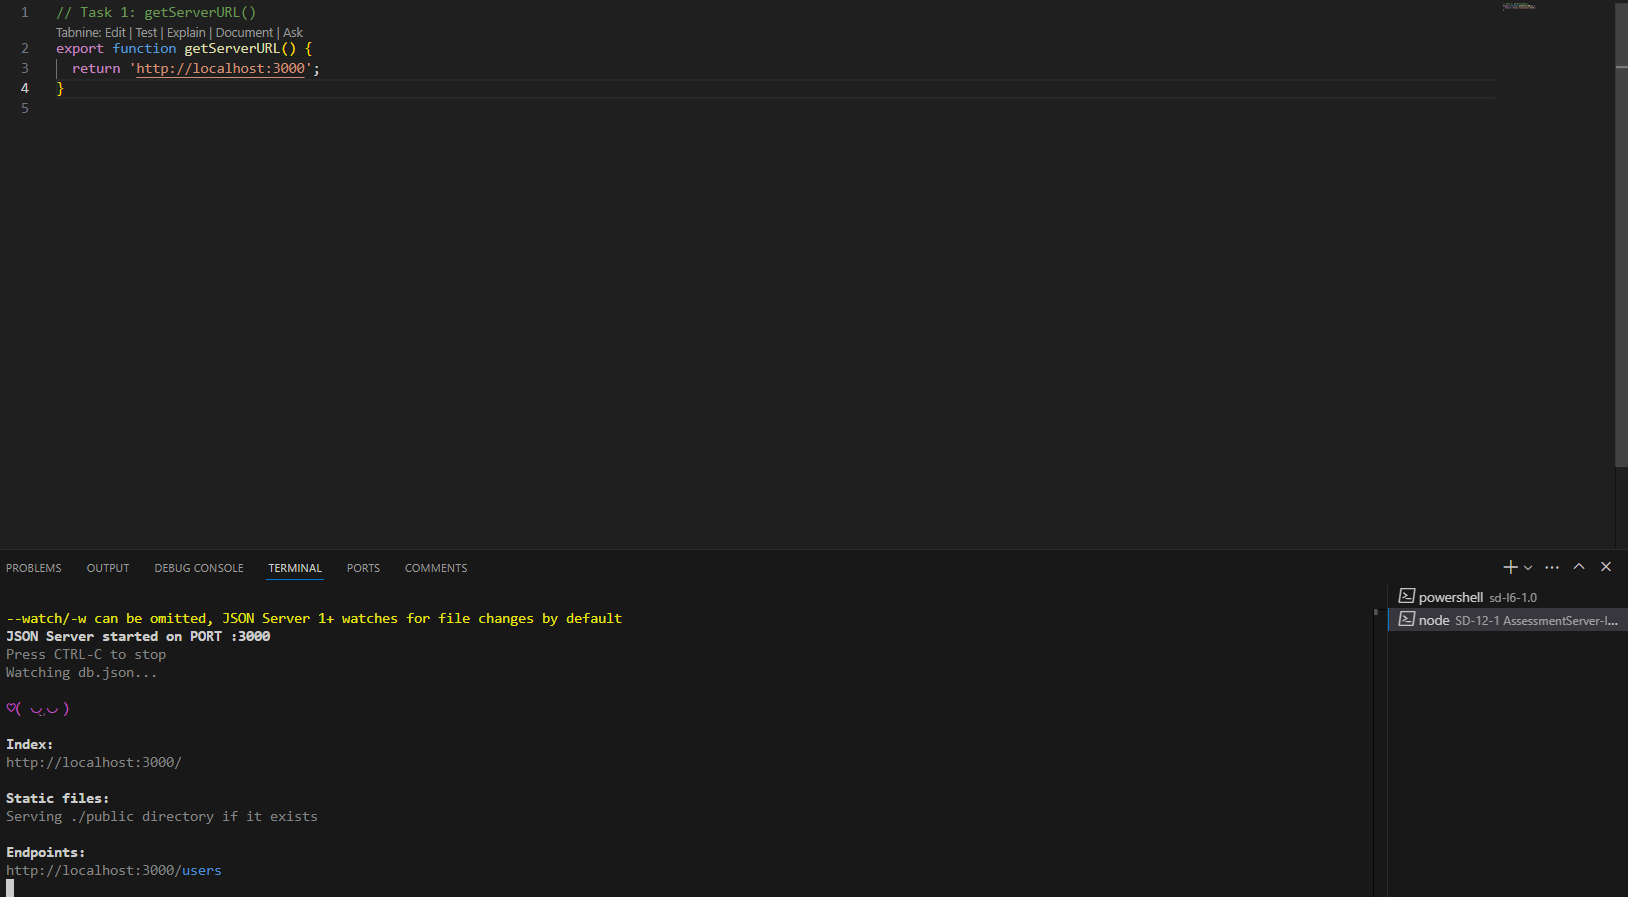 1 // Task 1: getServerURL()
Tabnine: Edit | Test | Explain | Document | Ask
2 export function getServerURL() {
3 return 'http://localhost:3000';
4 }
5
PROBLEMS OUTPUT DEBUG CONSOLE TERMINAL PORTS COMMENTS
powershell sd-l6-1.0
node SD-12-1 AssessmentServer-l...
--watch/-w can be omitted, JSON Server 1+ watches for file changes by default
JSON Server started on PORT :3000
Press CTRL-C to stop
Watching db.json...
♡( ◡‿◡ )
Index:
http://localhost:3000/
Static files:
Serving ./public directory if it exists
Endpoints:
http://localhost:3000/users